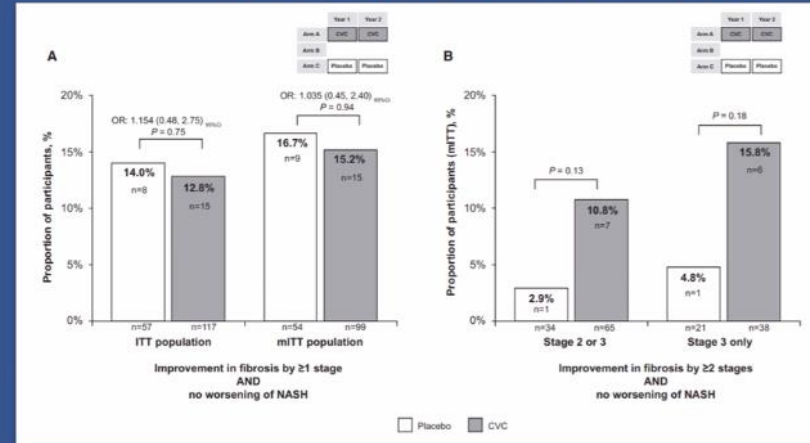 Year 1 Year 2
Arm A CVC CVC
Arm B
Arm C Placebo Placebo
A
Proportion of participants, %
20%
15%
10%
5%
0%
OR: 1.154 (0.48, 2.75) 95%CI
P = 0.75
14.0%
n=8
12.8%
n=15
OR: 1.035 (0.45, 2.40) 95%CI
P = 0.94
16.7%
n=9
15.2%
n=15
n=57 n=117 n=54 n=99
ITT population mITT population
Improvement in fibrosis by ≥1 stage
AND
no worsening of NASH
Year 1 Year 2
Arm A CVC CVC
Arm B
Arm C Placebo Placebo
B
Proportion of participants (mITT), %
20%
15%
10%
5%
0%
P = 0.13
2.9%
n=1
10.8%
n=7
P = 0.18
4.8%
n=1
15.8%
n=6
n=34 n=65 n=21 n=38
Stage 2 or 3 Stage 3 only
Improvement in fibrosis by ≥2 stages
AND
no worsening of NASH
Placebo CVC